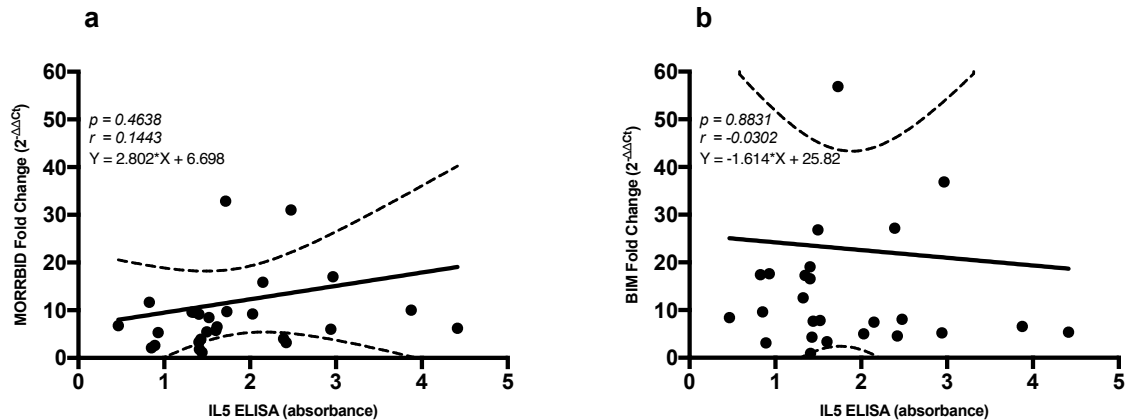 a
60
50
40
30
20
10
0
MORRBID Fold Change (2-ΔΔCt)
p = 0.4638
r = 0.1443
Y = 2.802*X + 6.698
0 1 2 3 4 5
IL5 ELISA (absorbance)
b
60
50
40
30
20
10
0
BIM Fold Change (2-ΔΔCt)
p = 0.8831
r = -0.0302
Y = -1.614*X + 25.82
0 1 2 3 4 5
IL5 ELISA (absorbance)